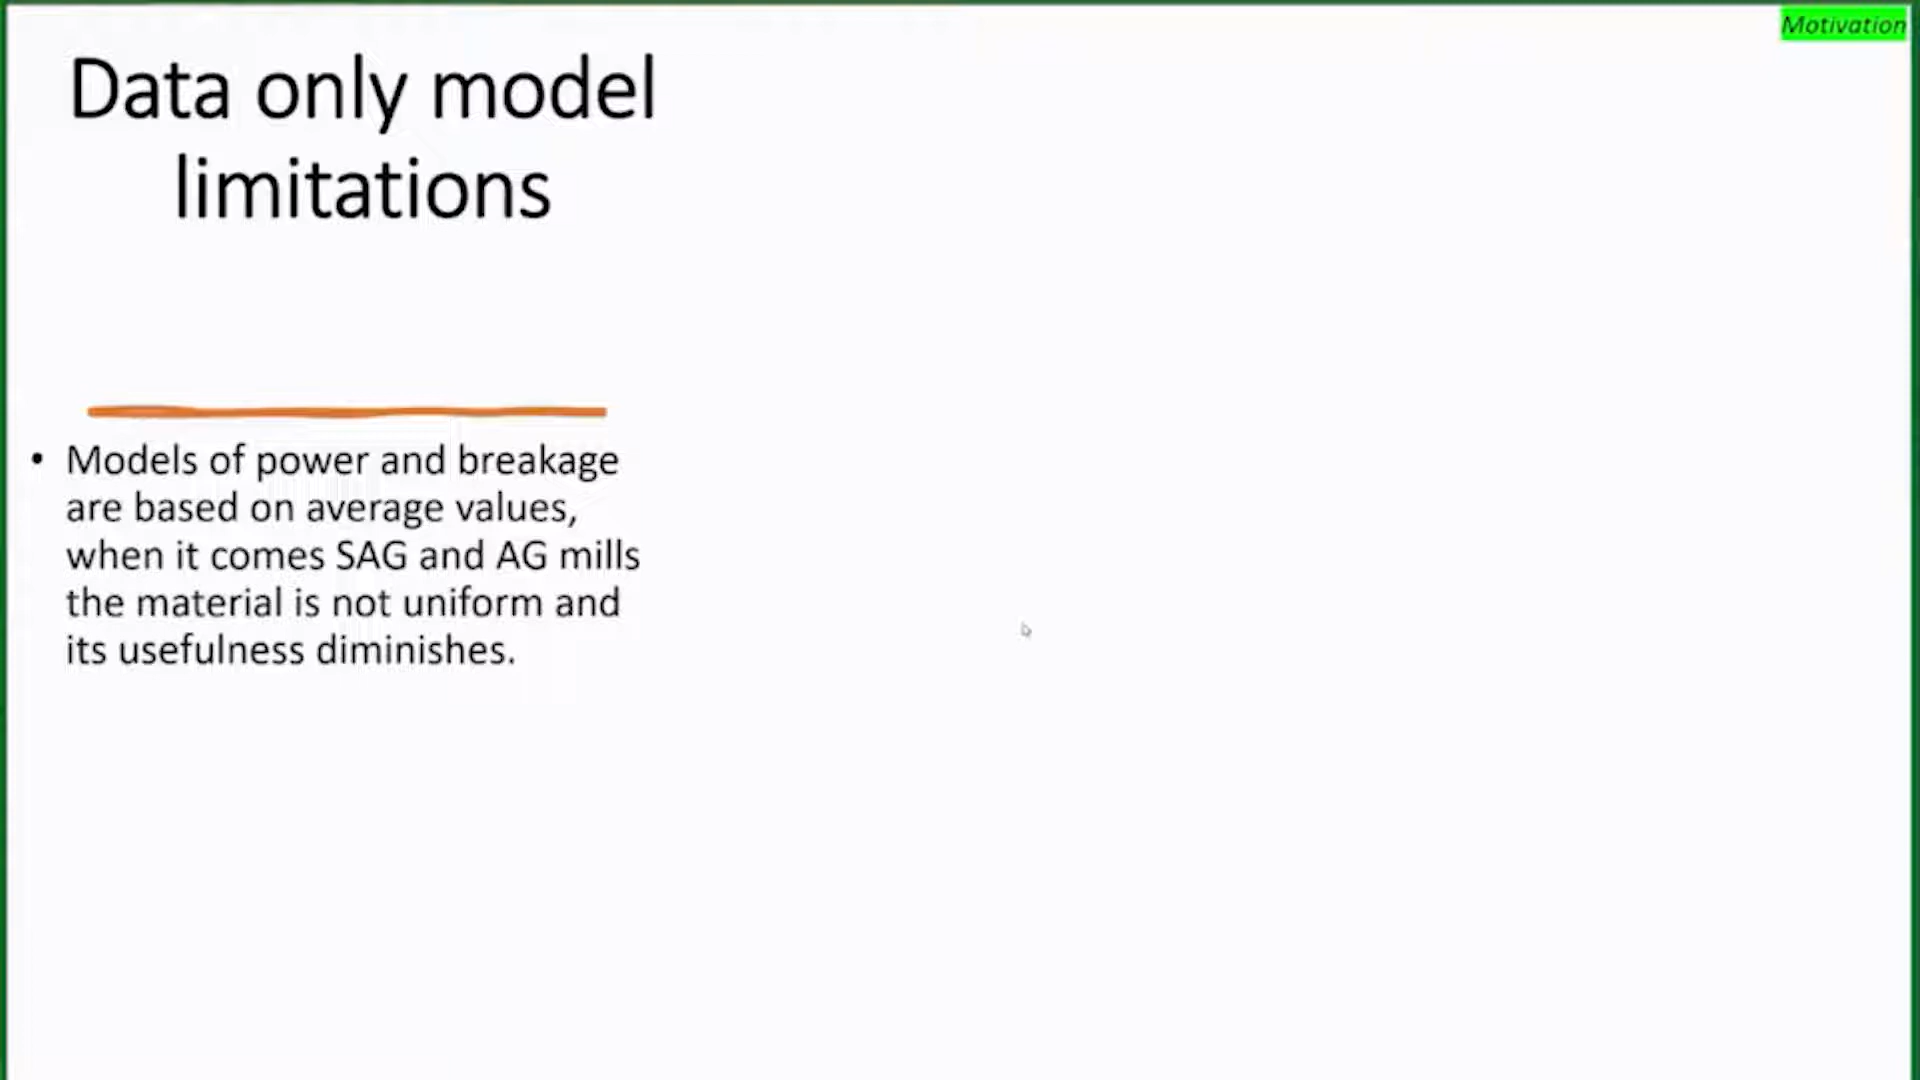 Motivation
Data only model
limitations
• Models of power and breakage
are based on average values,
when it comes SAG and AG mills
the material is not uniform and
its usefulness diminishes.